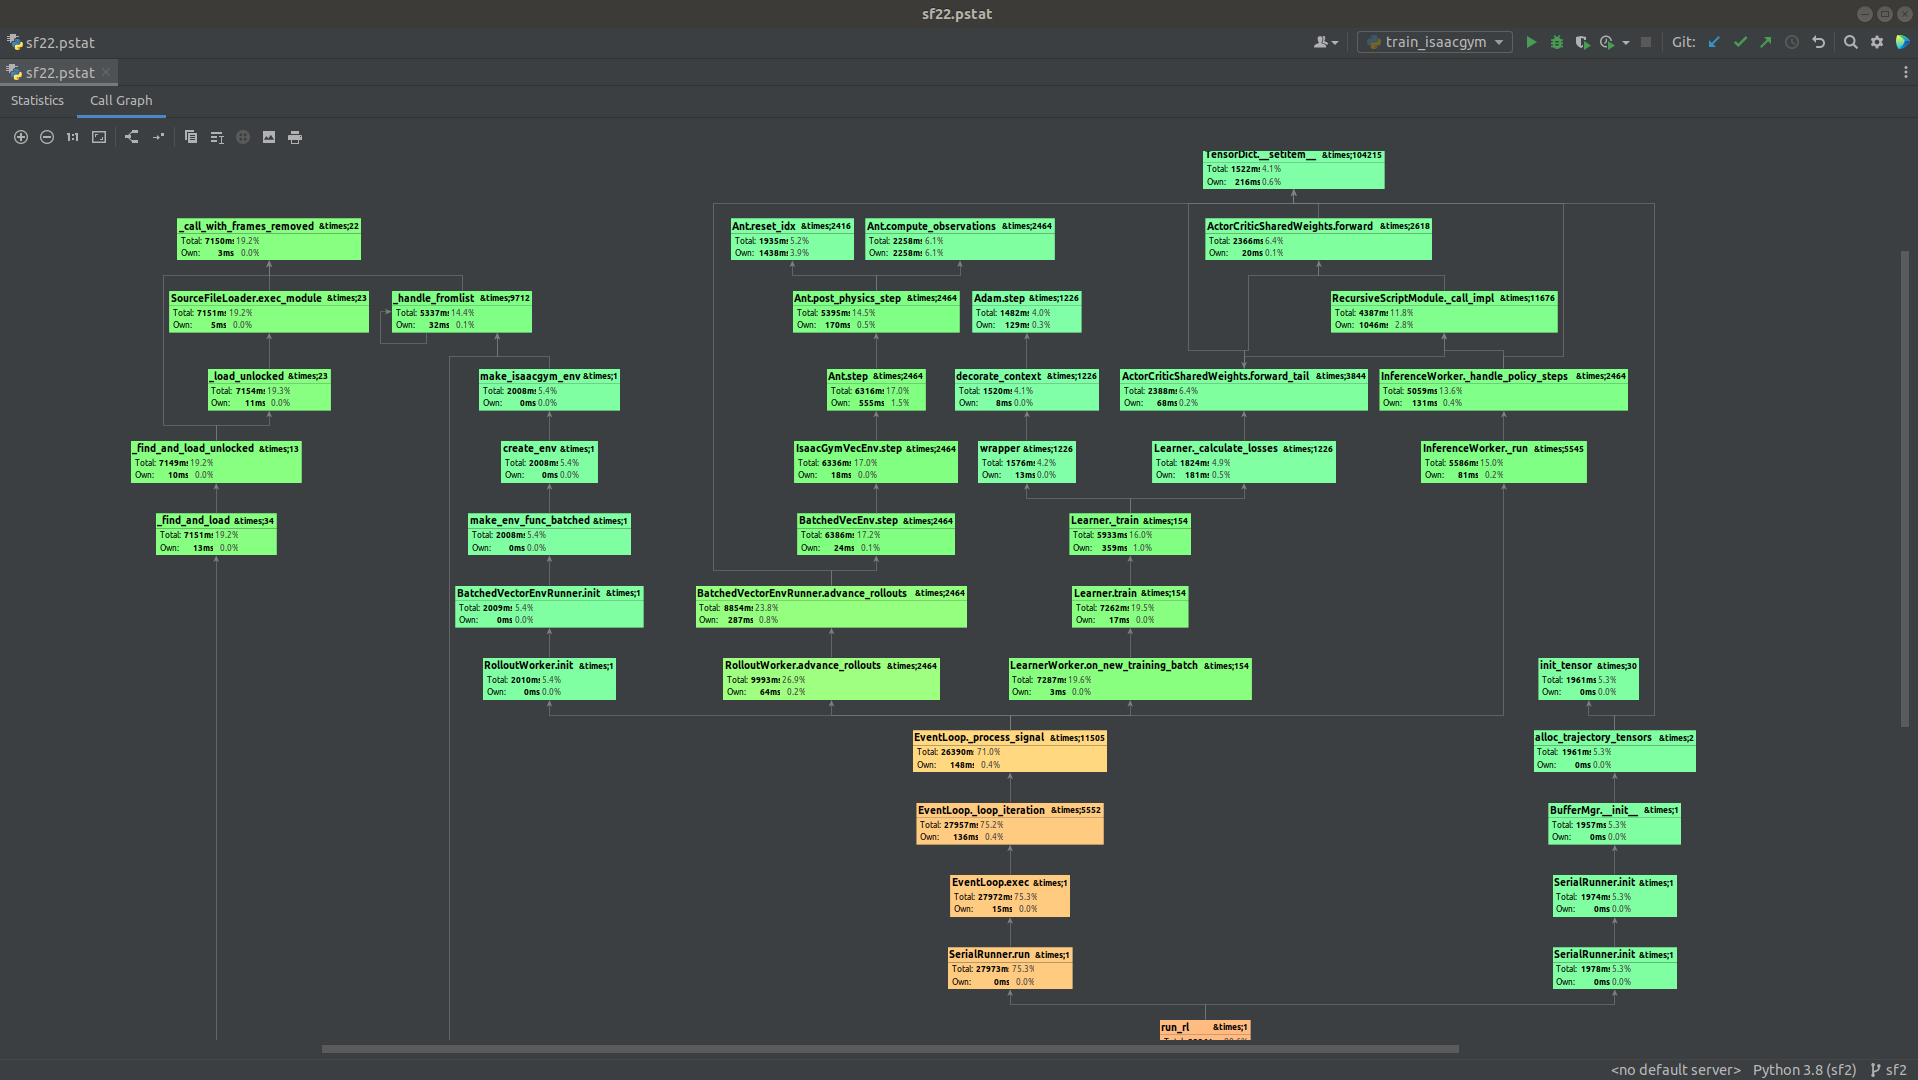 sf22.pstat
sf22.pstat
train_isaacgym
Git:
sf22.pstat
Statistics
Call Graph
1:1
TensorDict.__setitem__ &times;104215
Total: 1522ms 4.1%
Own: 216ms 0.6%
_call_with_frames_removed &times;22
Total: 7150ms 19.2%
Own: 3ms 0.0%
Ant.reset_idx &times;2416
Total: 1935ms 5.2%
Own: 1438ms 3.9%
Ant.compute_observations &times;2464
Total: 2258ms 6.1%
Own: 2258ms 6.1%
ActorCriticSharedWeights.forward &times;2618
Total: 2366ms 6.4%
Own: 20ms 0.1%
SourceFileLoader.exec_module &times;23
Total: 7151ms 19.2%
Own: 5ms 0.0%
_handle_fromlist &times;9712
Total: 5337ms 14.4%
Own: 32ms 0.1%
Ant.post_physics_step &times;2464
Total: 5395ms 14.5%
Own: 170ms 0.5%
Adam.step &times;1226
Total: 1482ms 4.0%
Own: 129ms 0.3%
RecursiveScriptModule._call_impl &times;11676
Total: 4387ms 11.8%
Own: 1046ms 2.8%
_load_unlocked &times;23
Total: 7154ms 19.3%
Own: 11ms 0.0%
make_isaacgym_env &times;1
Total: 2008ms 5.4%
Own: 0ms 0.0%
Ant.step &times;2464
Total: 6316ms 17.0%
Own: 555ms 1.5%
decorate_context &times;1226
Total: 1520ms 4.1%
Own: 8ms 0.0%
ActorCriticSharedWeights.forward_tail &times;3844
Total: 2388ms 6.4%
Own: 68ms 0.2%
InferenceWorker._handle_policy_steps &times;2464
Total: 5059ms 13.6%
Own: 131ms 0.4%
_find_and_load_unlocked &times;13
Total: 7149ms 19.2%
Own: 10ms 0.0%
create_env &times;1
Total: 2008ms 5.4%
Own: 0ms 0.0%
IsaacGymVecEnv.step &times;2464
Total: 6336ms 17.0%
Own: 18ms 0.0%
wrapper &times;1226
Total: 1576ms 4.2%
Own: 13ms 0.0%
Learner._calculate_losses &times;1226
Total: 1824ms 4.9%
Own: 181ms 0.5%
InferenceWorker._run &times;5545
Total: 5586ms 15.0%
Own: 81ms 0.2%
_find_and_load &times;34
Total: 7151ms 19.2%
Own: 13ms 0.0%
make_env_func_batched &times;1
Total: 2008ms 5.4%
Own: 0ms 0.0%
BatchedVecEnv.step &times;2464
Total: 6386ms 17.2%
Own: 24ms 0.1%
Learner._train &times;154
Total: 5933ms 16.0%
Own: 359ms 1.0%
BatchedVectorEnvRunner.init &times;1
Total: 2009ms 5.4%
Own: 0ms 0.0%
BatchedVectorEnvRunner.advance_rollouts &times;2464
Total: 8854ms 23.8%
Own: 287ms 0.8%
Learner.train &times;154
Total: 7262ms 19.5%
Own: 17ms 0.0%
RolloutWorker.init &times;1
Total: 2010ms 5.4%
Own: 0ms 0.0%
RolloutWorker.advance_rollouts &times;2464
Total: 9993ms 26.9%
Own: 64ms 0.2%
LearnerWorker.on_new_training_batch &times;154
Total: 7287ms 19.6%
Own: 3ms 0.0%
init_tensor &times;30
Total: 1961ms 5.3%
Own: 0ms 0.0%
EventLoop._process_signal &times;11505
Total: 26390ms 71.0%
Own: 148ms 0.4%
alloc_trajectory_tensors &times;2
Total: 1961ms 5.3%
Own: 0ms 0.0%
EventLoop._loop_iteration &times;5552
Total: 27957ms 75.2%
Own: 136ms 0.4%
BufferMgr.__init__ &times;1
Total: 1957ms 5.3%
Own: 0ms 0.0%
EventLoop.exec &times;1
Total: 27972ms 75.3%
Own: 15ms 0.0%
SerialRunner.init &times;1
Total: 1974ms 5.3%
Own: 0ms 0.0%
SerialRunner.run &times;1
Total: 27973ms 75.3%
Own: 0ms 0.0%
SerialRunner.init &times;1
Total: 1978ms 5.3%
Own: 0ms 0.0%
run_rl &times;1
<no default server> Python 3.8 (sf2) sf2